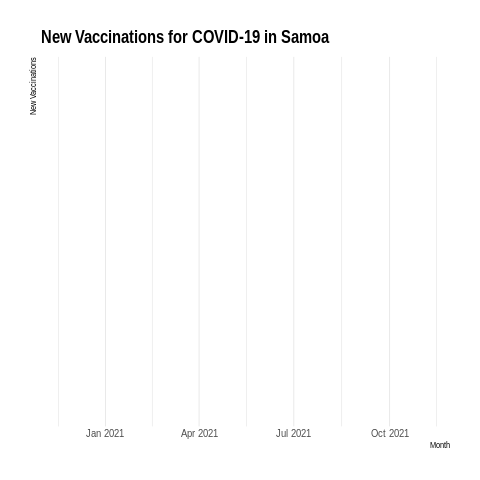 New Vaccinations for COVID-19 in Samoa
New Vaccinations
Jan 2021 Apr 2021 Jul 2021 Oct 2021
Month